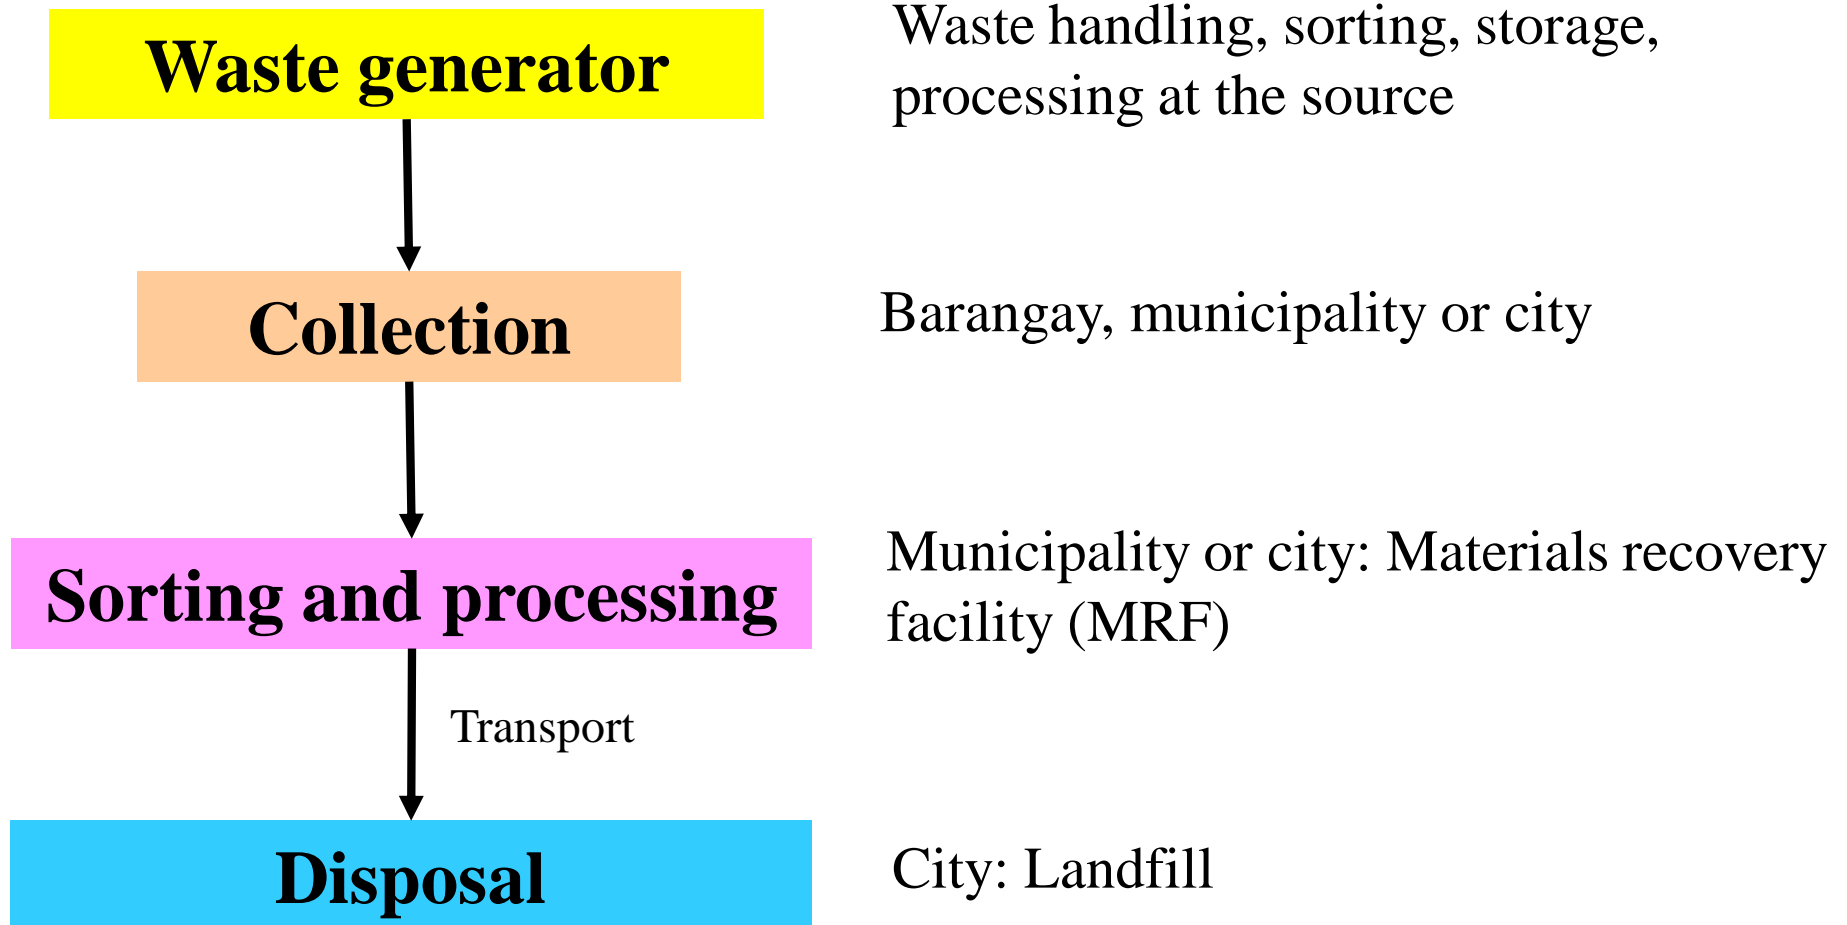 Waste generator
Waste handling, sorting, storage,
processing at the source
Collection
Barangay, municipality or city
Sorting and processing
Municipality or city: Materials recovery
facility (MRF)
Transport
Disposal
City: Landfill